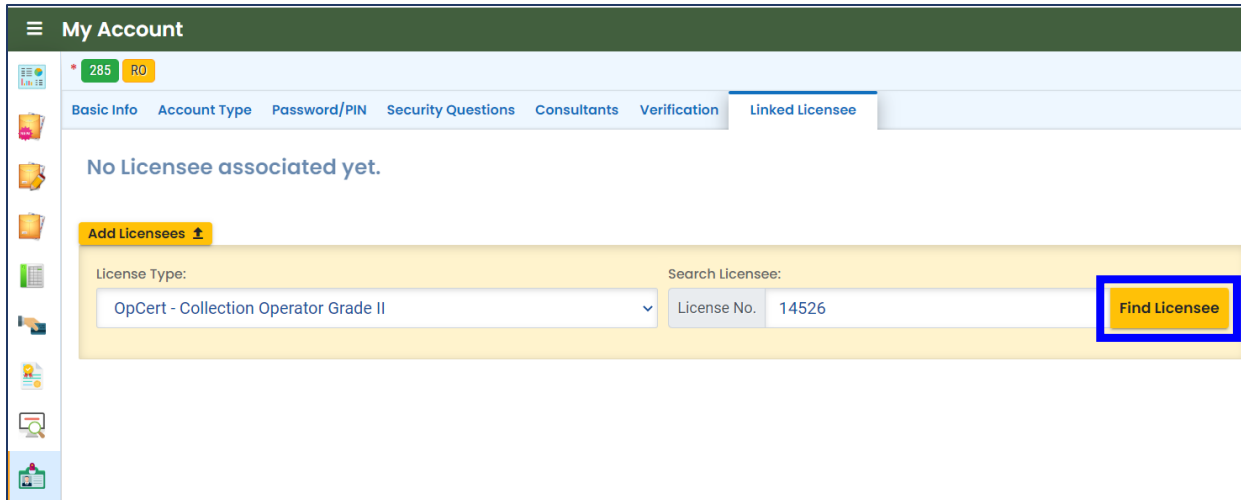 My Account
* 285 RO
Basic Info Account Type Password/PIN Security Questions Consultants Verification Linked Licensee
No Licensee associated yet.
Add Licensees
License Type: Search Licensee:
OpCert - Collection Operator Grade II License No. 14526 Find Licensee